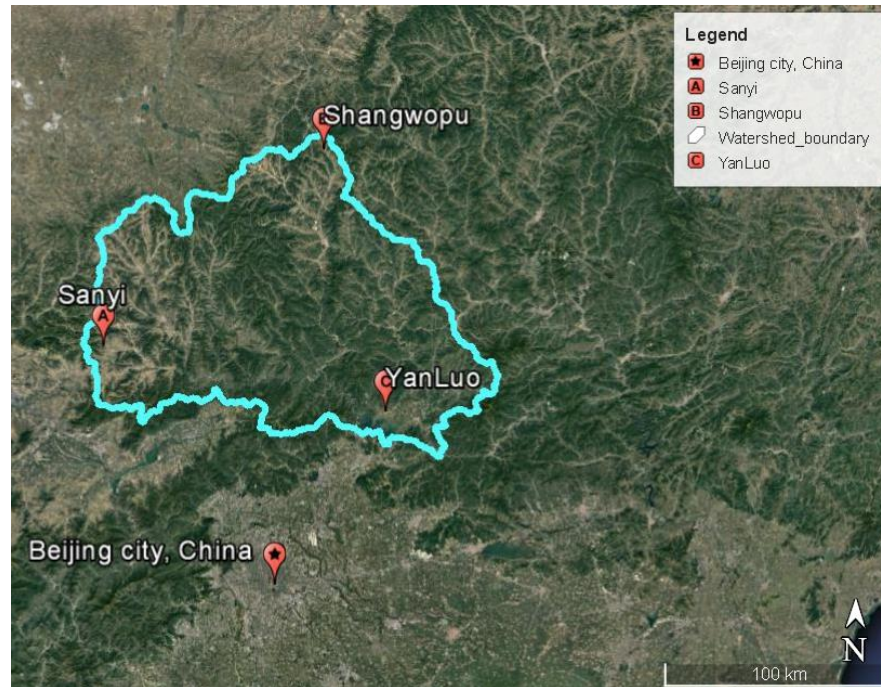 Legend
Beijing city, China
A Sanyi
B Shangwopu
Watershed_boundary
C YanLuo
Shangwopu
Sanyi
A
YanLuo
C
Beijing city, China
N
100 km